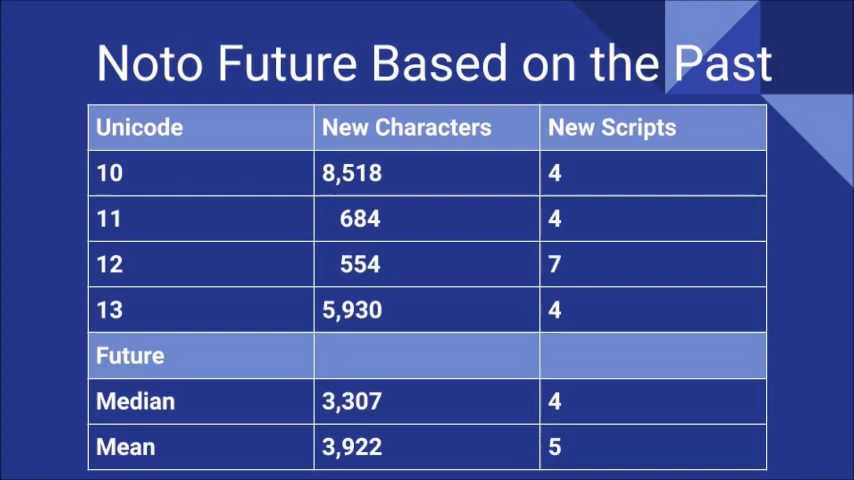 Noto Future Based on the Past
Unicode New Characters New Scripts
10 8,518 4
11 684 4
12 554 7
13 5,930 4
Future
Median 3,307 4
Mean 3,922 5